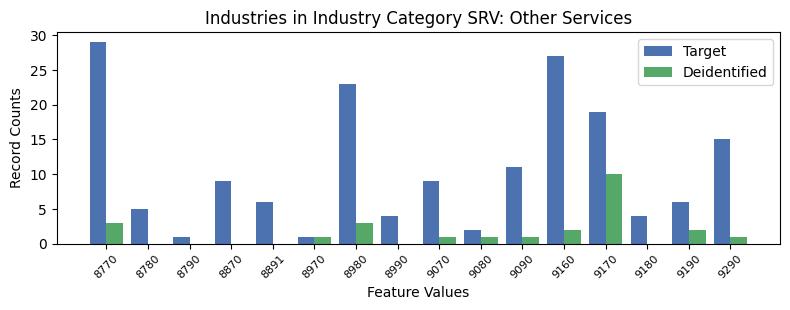 Industries in Industry Category SRV: Other Services
Record Counts
30
25
20
15
10
5
0
Target
Deidentified
8770 8780 8790 8870 8891 8970 8980 8990 9070 9080 9090 9160 9170 9180 9190 9290
Feature Values